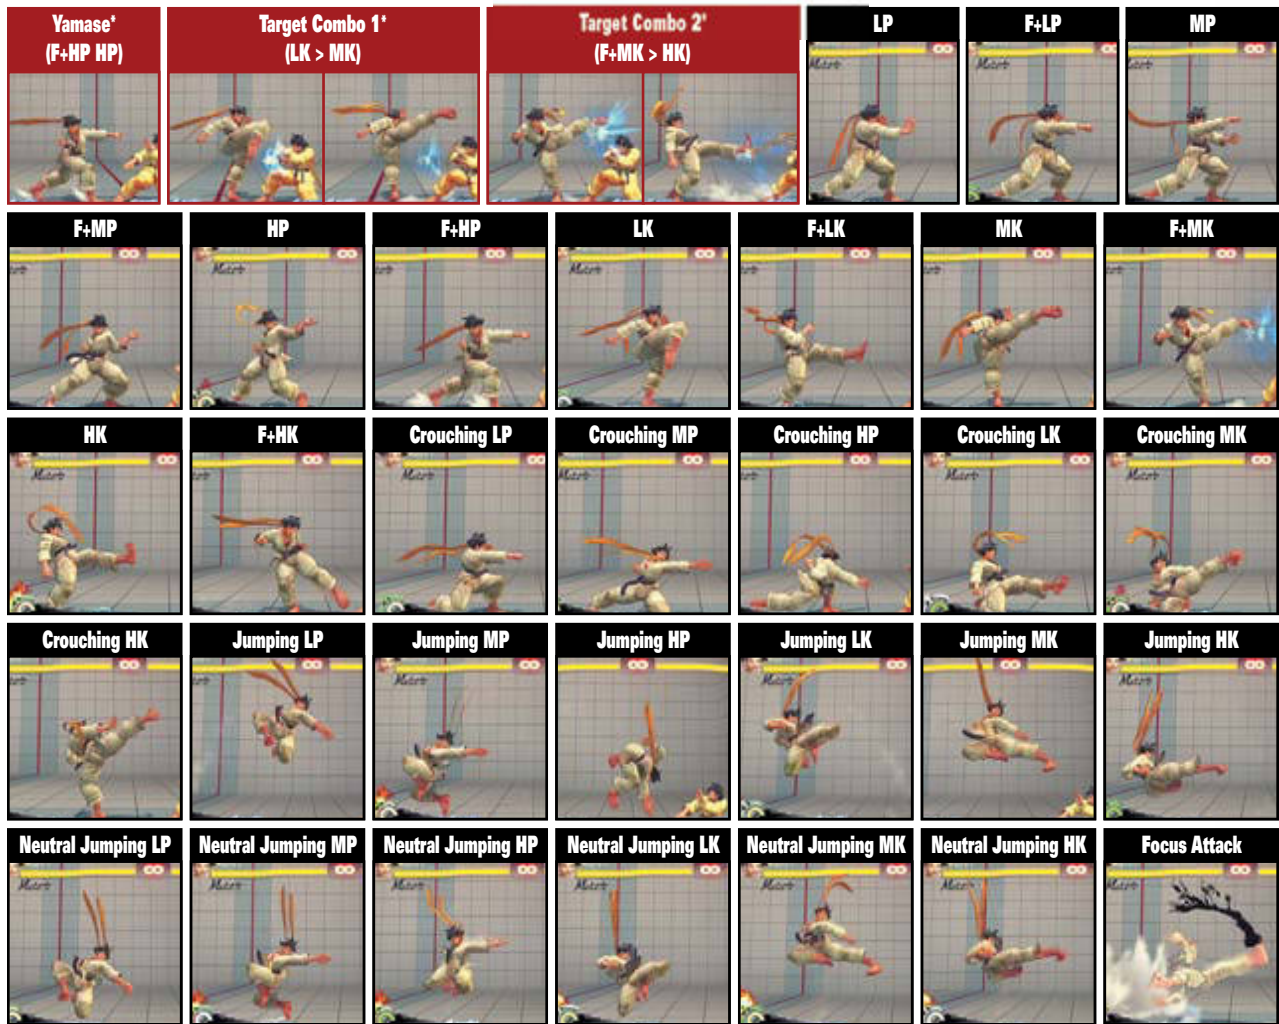 Yamase*
(F+HP HP)
Target Combo 1*
(LK > MK)
Target Combo 2*
(F+MK > HK)
LP
F+LP
MP
F+MP
HP
F+HP
LK
F+LK
MK
F+MK
HK
F+HK
Crouching LP
Crouching MP
Crouching HP
Crouching LK
Crouching MK
Crouching HK
Jumping LP
Jumping MP
Jumping HP
Jumping LK
Jumping MK
Jumping HK
Neutral Jumping LP
Neutral Jumping MP
Neutral Jumping HP
Neutral Jumping LK
Neutral Jumping MK
Neutral Jumping HK
Focus Attack